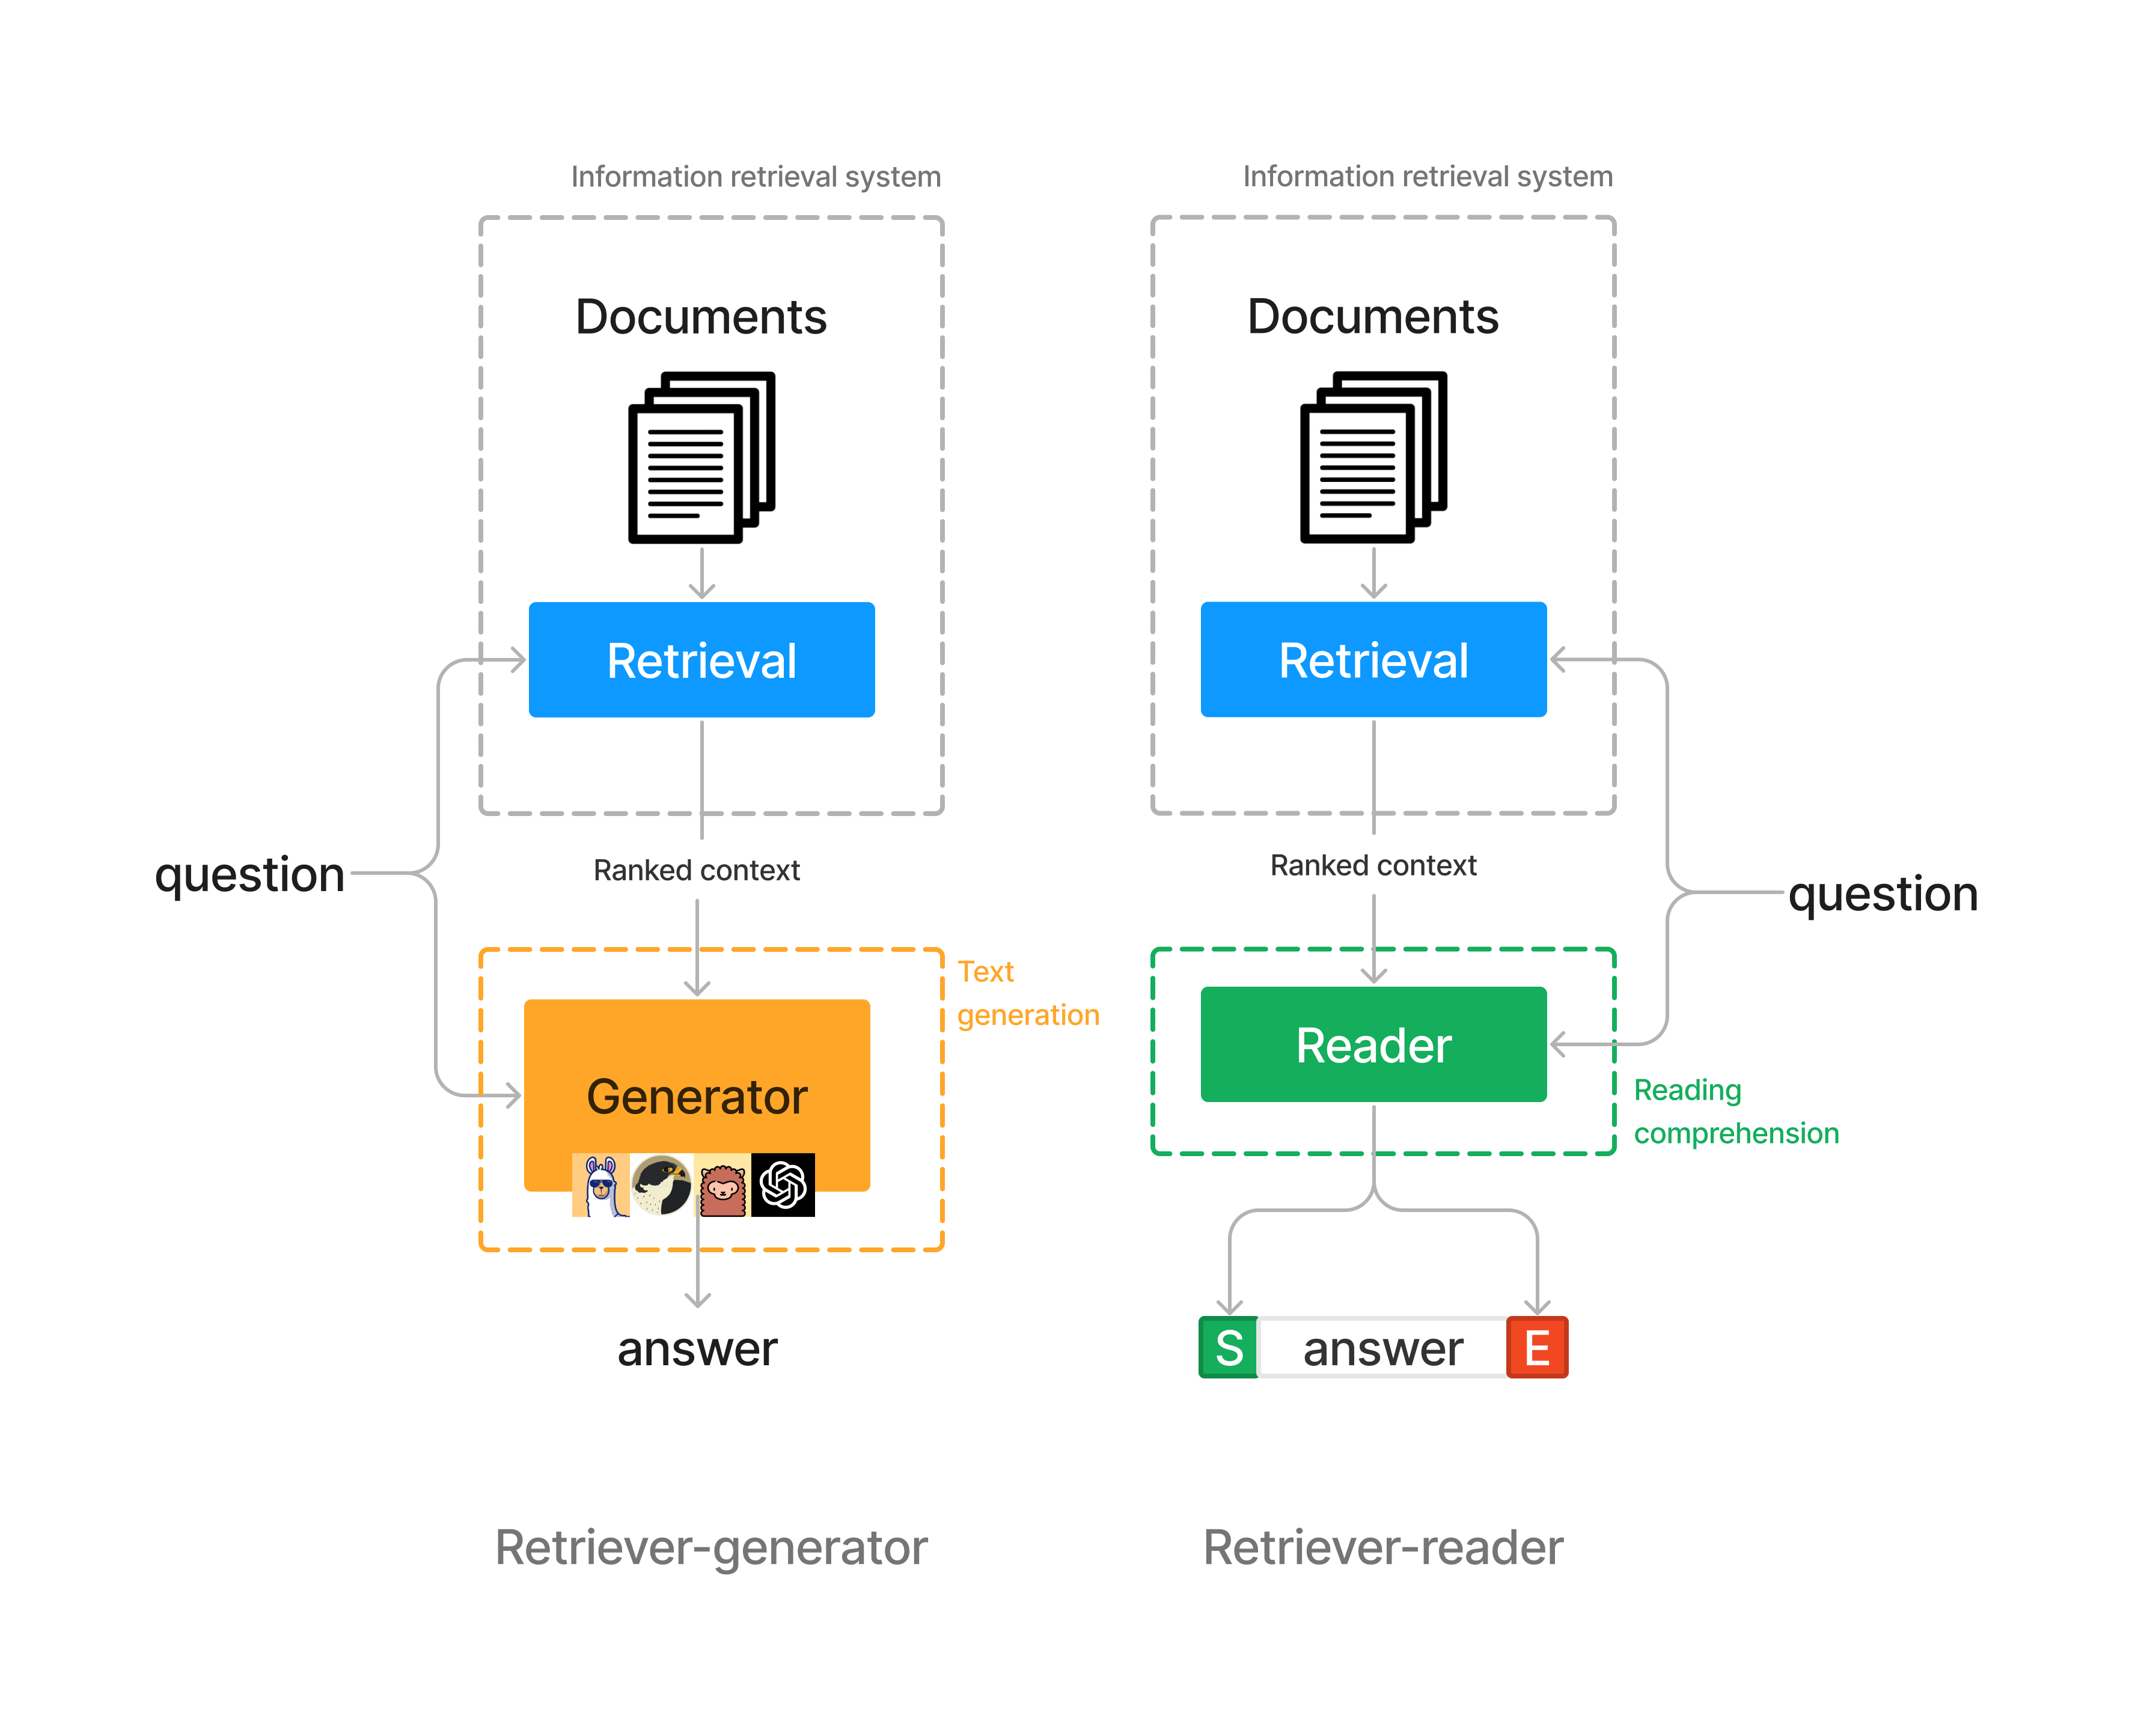 Information retrieval system
Documents
Retrieval
question
Ranked context
Text
generation
Generator
answer
Retriever-generator
Information retrieval system
Documents
Retrieval
Ranked context
question
Reader
Reading
comprehension
S answer E
Retriever-reader